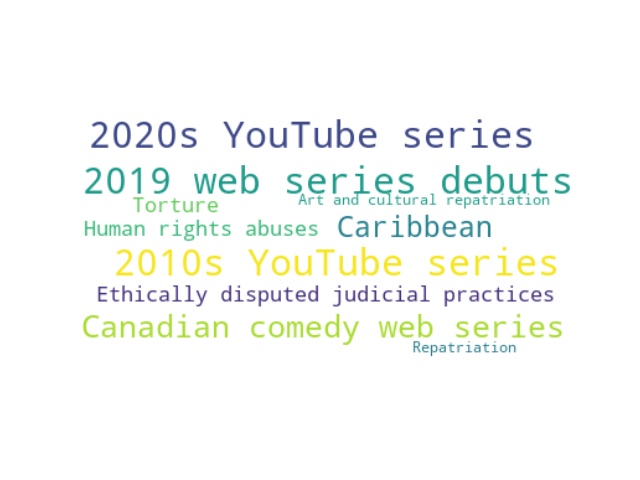 2020s YouTube series
2019 web series debuts
Art and cultural repatriation
Torture
Human rights abuses
Caribbean
2010s YouTube series
Ethically disputed judicial practices
Canadian comedy web series
Repatriation